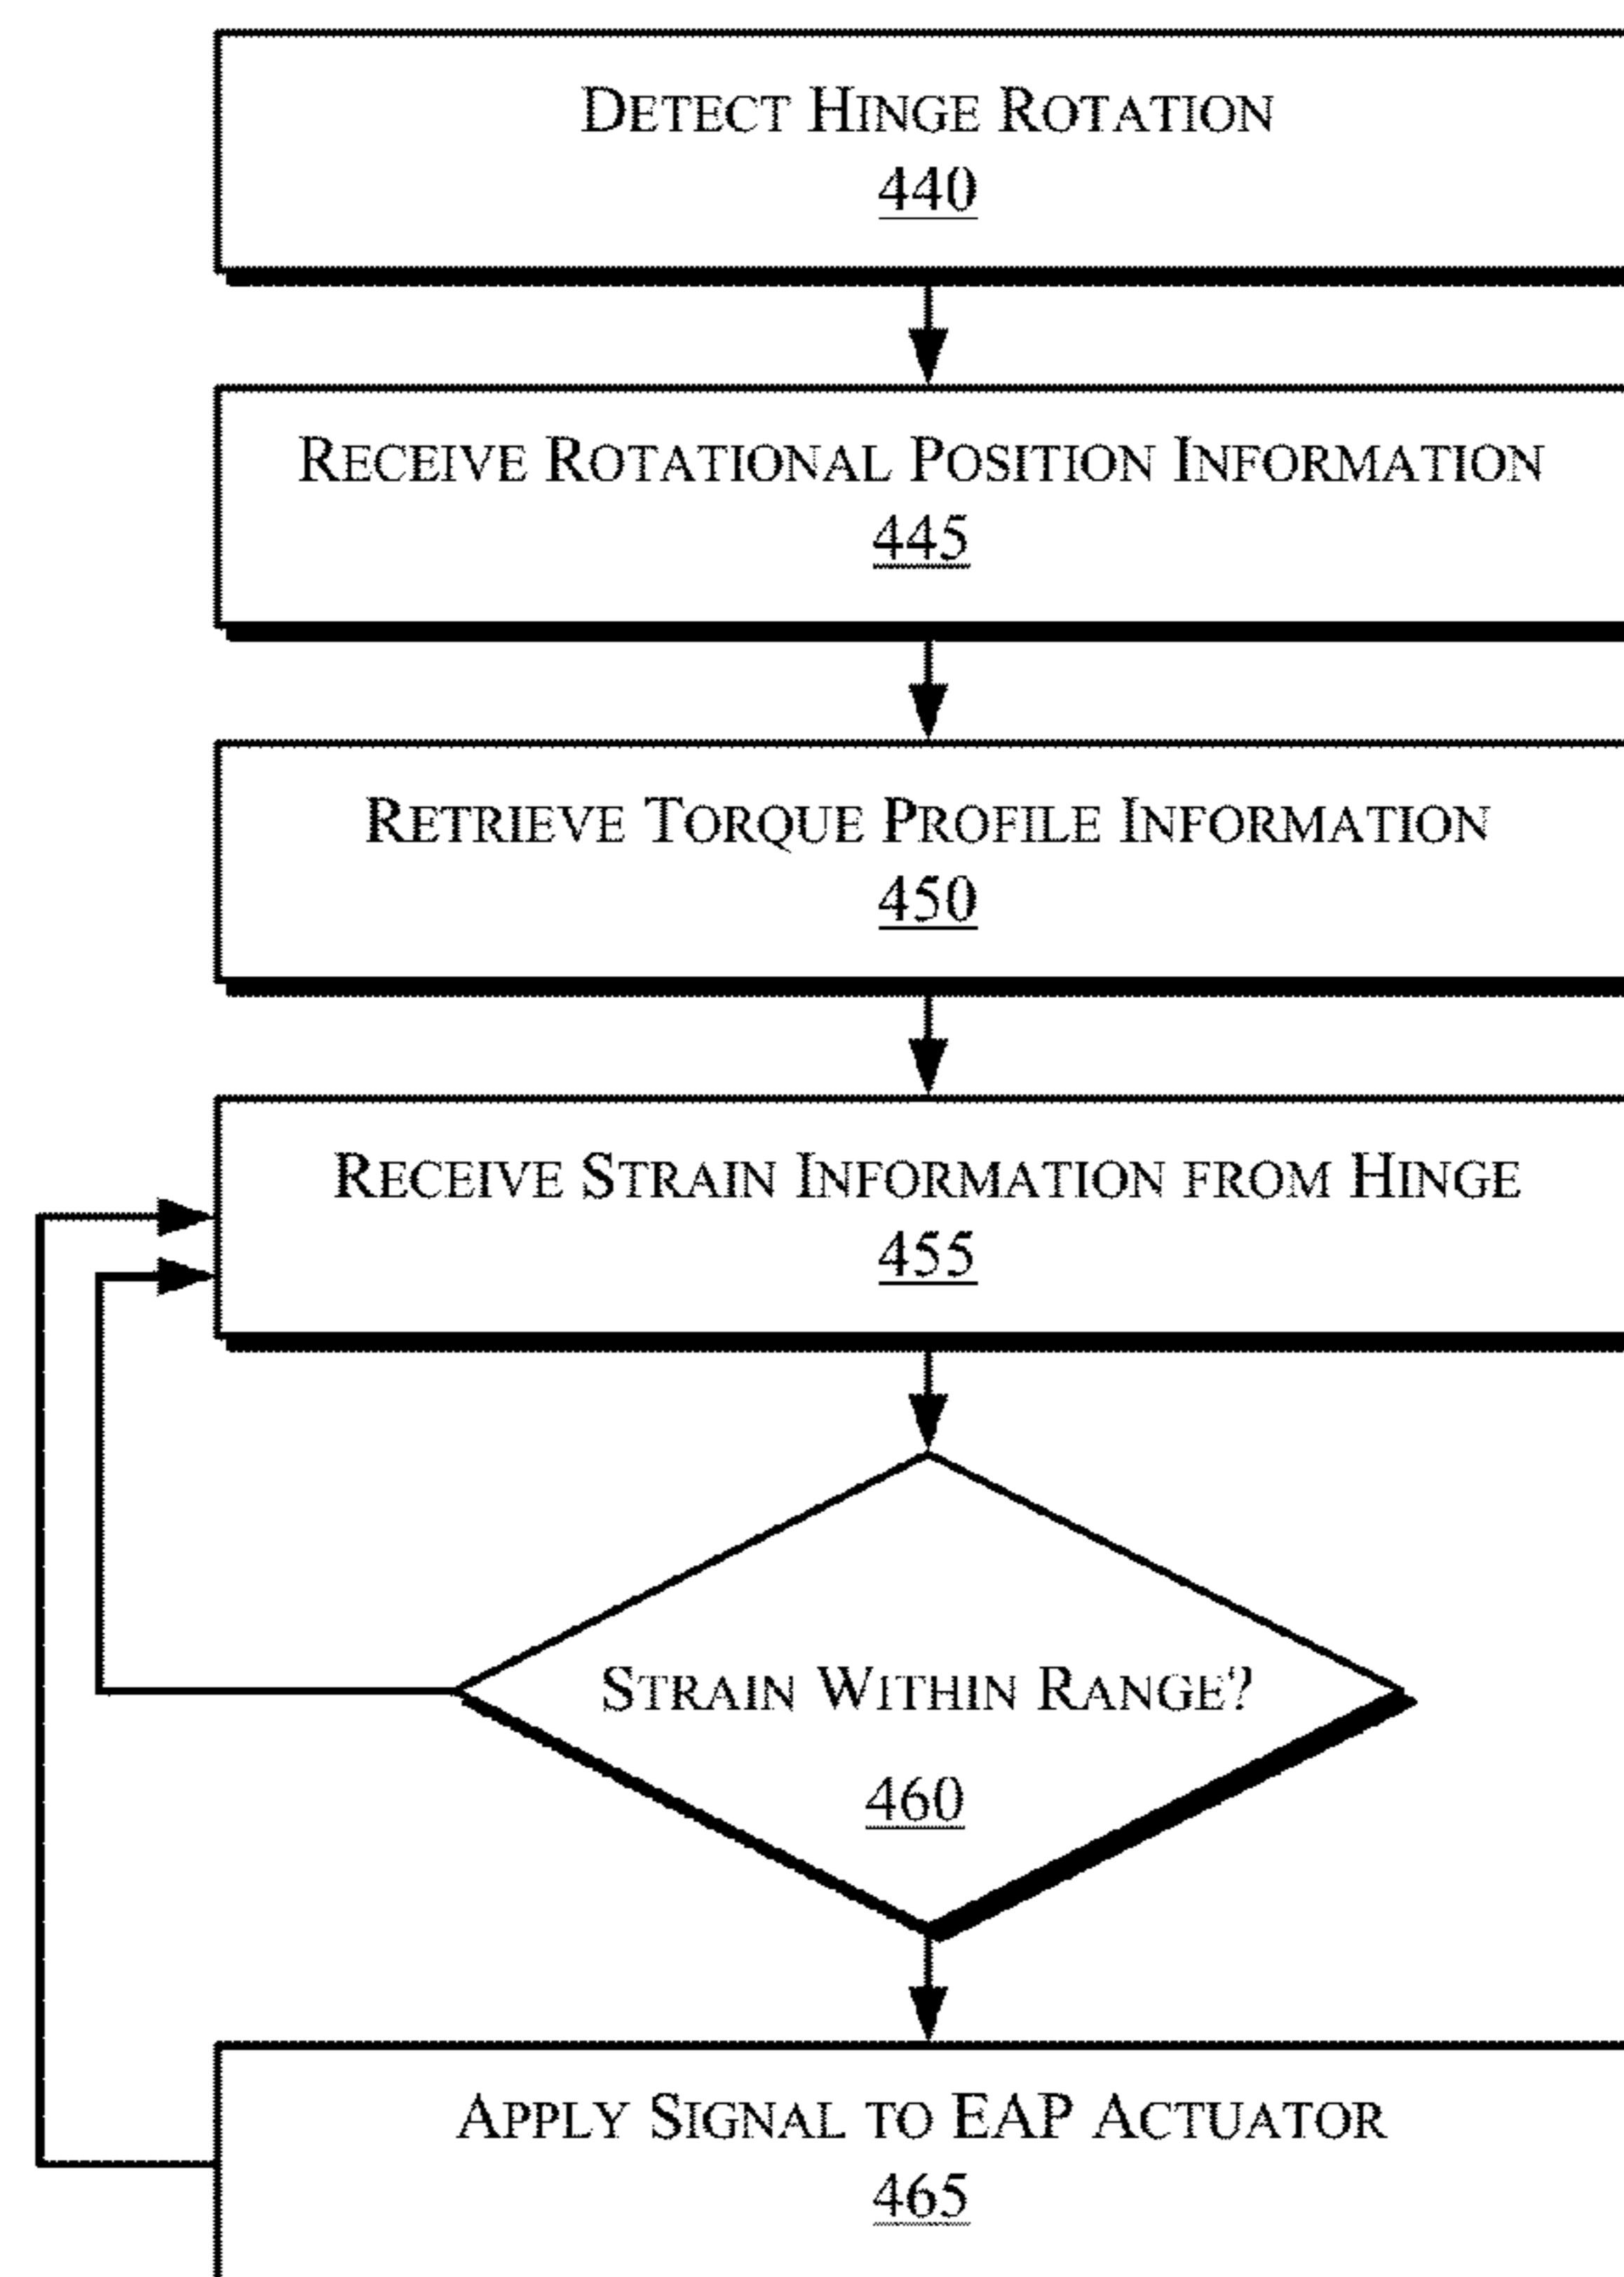 DETECT HINGE ROTATION
440
RECEIVE ROTATIONAL POSITION INFORMATION
445
RETRIEVE TORQUE PROFILE INFORMATION
450
RECEIVE STRAIN INFORMATION FROM HINGE
455
STRAIN WITHIN RANGE?
460
APPLY SIGNAL TO EAP ACTUATOR
465